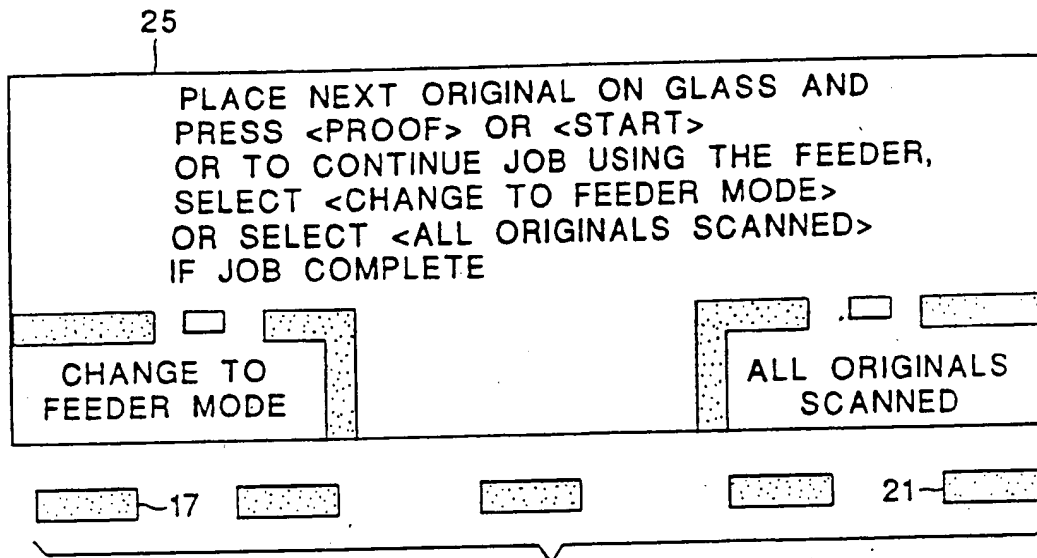 25
PLACE NEXT ORIGINAL ON GLASS AND
PRESS <PROOF> OR <START>
OR TO CONTINUE JOB USING THE FEEDER,
SELECT <CHANGE TO FEEDER MODE>
OR SELECT <ALL ORIGINALS SCANNED>
IF JOB COMPLETE
CHANGE TO
FEEDER MODE
ALL ORIGINALS
SCANNED
17
21